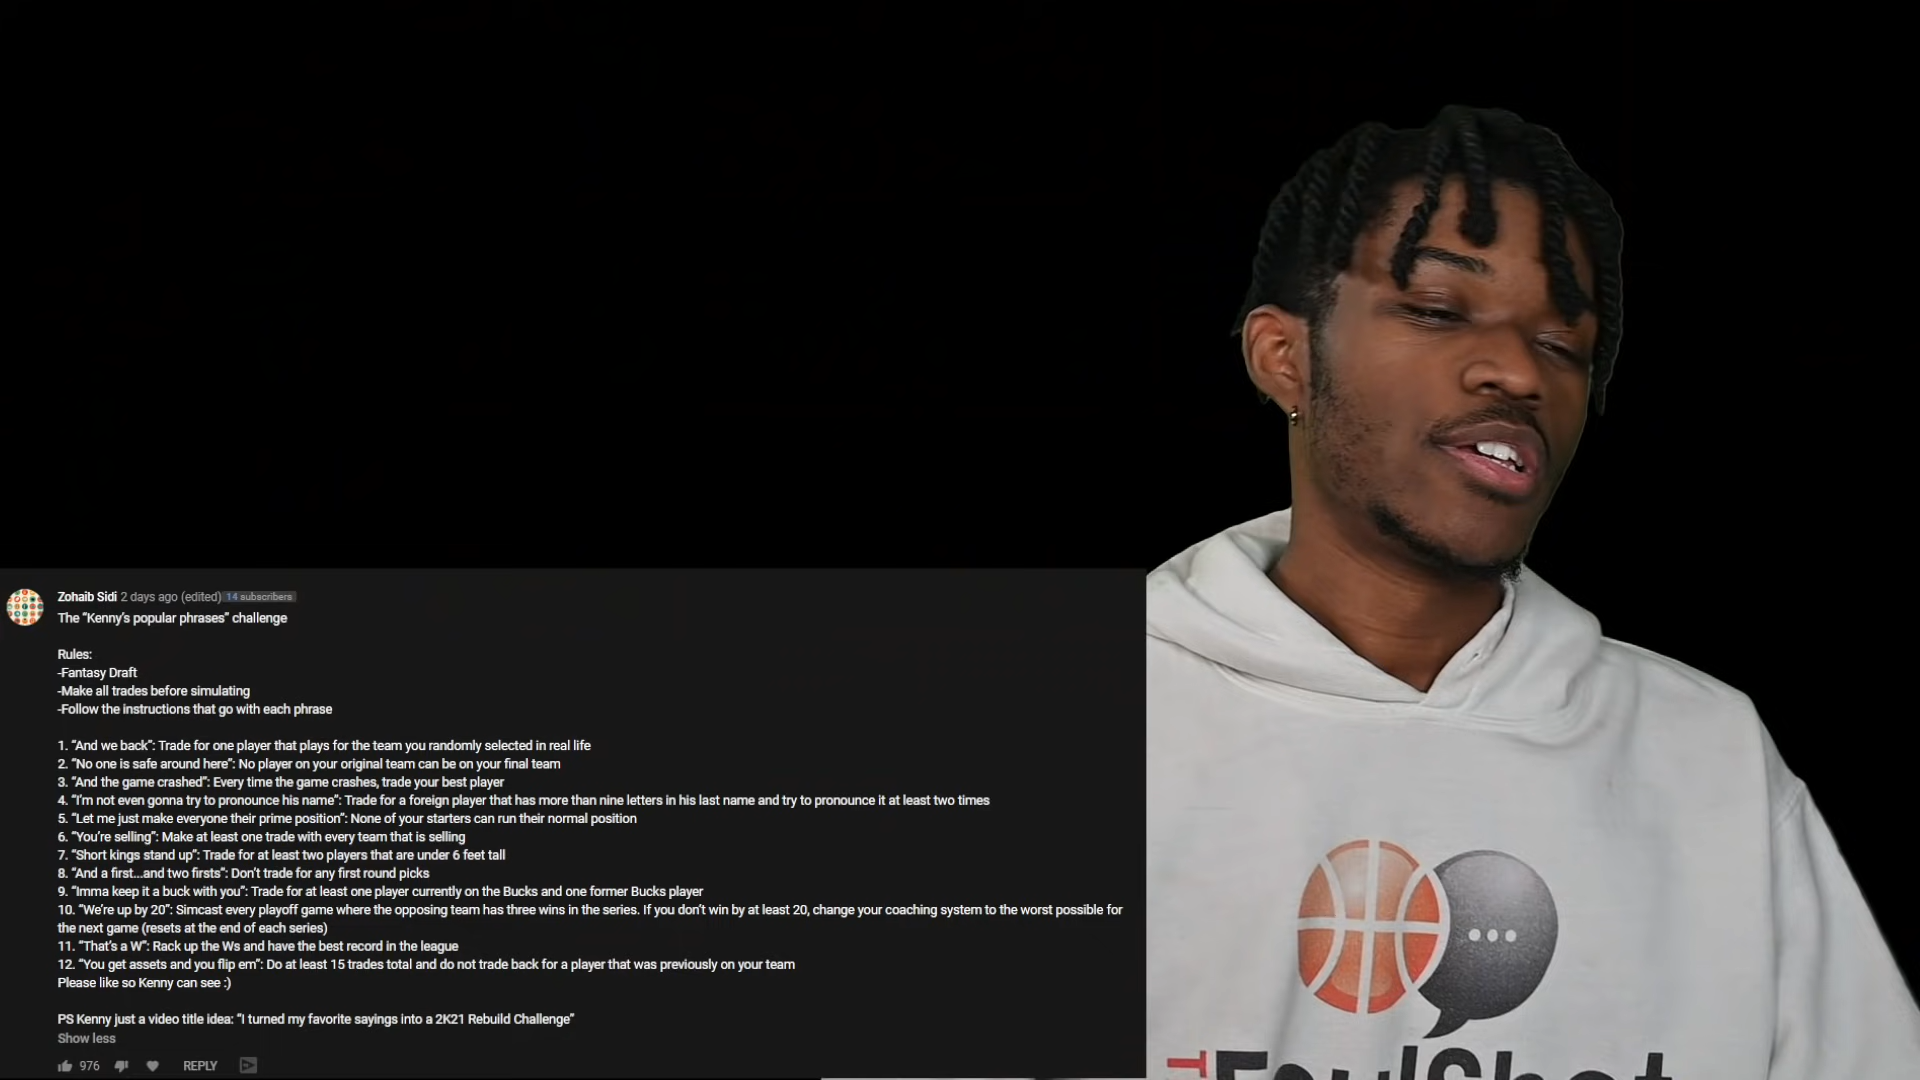 Zohaib Sidi 2 days ago (edited) 14 subscribers
The “Kenny’s popular phrases” challenge
Rules:
-Fantasy Draft
-Make all trades before simulating
-Follow the instructions that go with each phrase
1. “And we back”: Trade for one player that plays for the team you randomly selected in real life
2. “No one is safe around here”: No player on your original team can be on your final team
3. “And the game crashed”: Every time the game crashes, trade your best player
4. “I’m not even gonna try to pronounce his name”: Trade for a foreign player that has more than nine letters in his last name and try to pronounce it at least two times
5. “Let me just make everyone their prime position”: None of your starters can run their normal position
6. “You’re selling”: Make at least one trade with every team that is selling
7. “Short kings stand up”: Trade for at least two players that are under 6 feet tall
8. “And a first...and two firsts”: Don’t trade for any first round picks
9. “Imma keep it a buck with you”: Trade for at least one player currently on the Bucks and one former Bucks player
10. “We’re up by 20”: Simcast every playoff game where the opposing team has three wins in the series. If you don’t win by at least 20, change your coaching system to the worst possible for
the next game (resets at the end of each series)
11. “That’s a W”: Rack up the Ws and have the best record in the league
12. “You get assets and you flip em”: Do at least 15 trades total and do not trade back for a player that was previously on your team
Please like so Kenny can see :)
PS Kenny just a video title idea: “I turned my favorite sayings into a 2K21 Rebuild Challenge”
Show less
976 REPLY